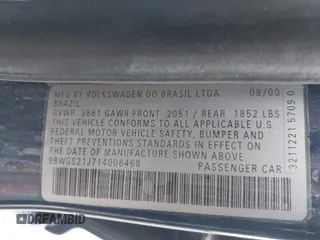 MFD BY VOLKSWAGEN DO BRASIL LTDA. 08/00
BRAZIL
GVWR 3881 GAWR FRONT 2051 / REAR 1852 LBS
THIS VEHICLE CONFORMS TO ALL APPLICABLE U.S.
FEDERAL MOTOR VEHICLE SAFETY, BUMPER AND
THEFT PREVENTION STANDARDS IN EFFECT ON
THE DATE OF MANUFACTURE SHOWN ABOVE
9BWGS21J714006468
PASSENGER CAR
32111221 5709 0
BIDHISTORY